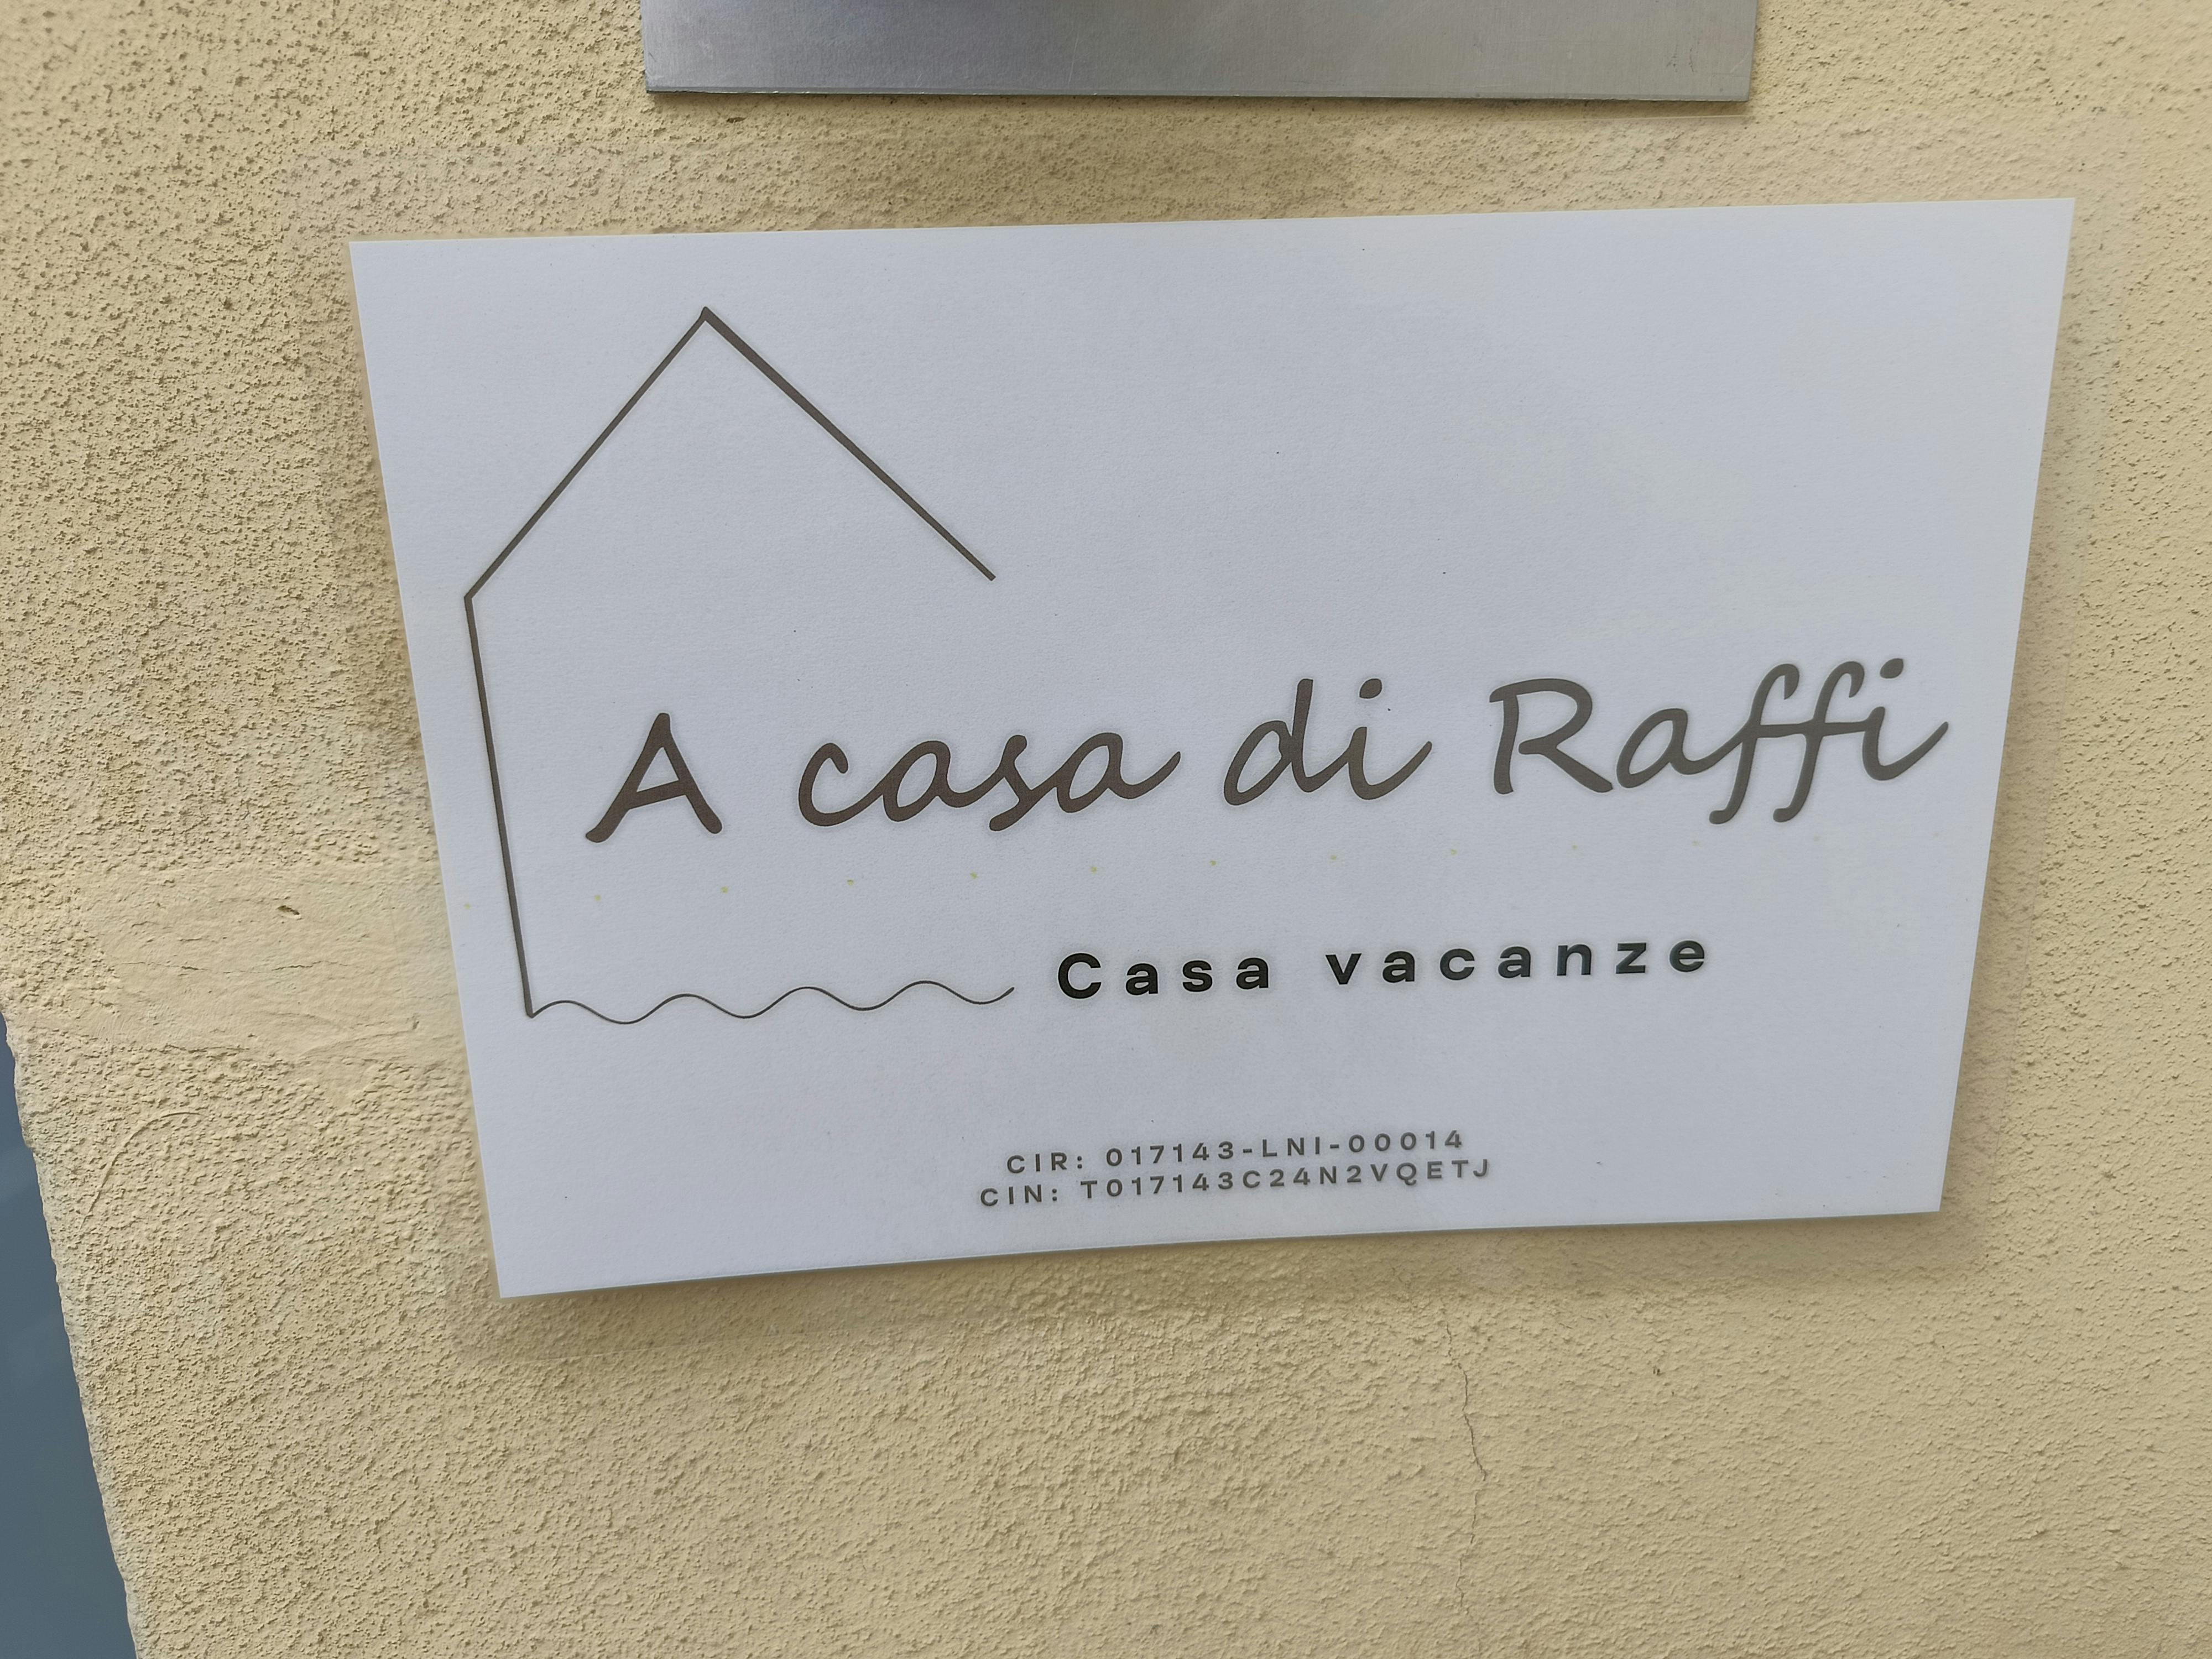 A casa di Raffi
Casa vacanze
CIR: 017143-LNI-00014
CIN: T017143C24N2VQETJ